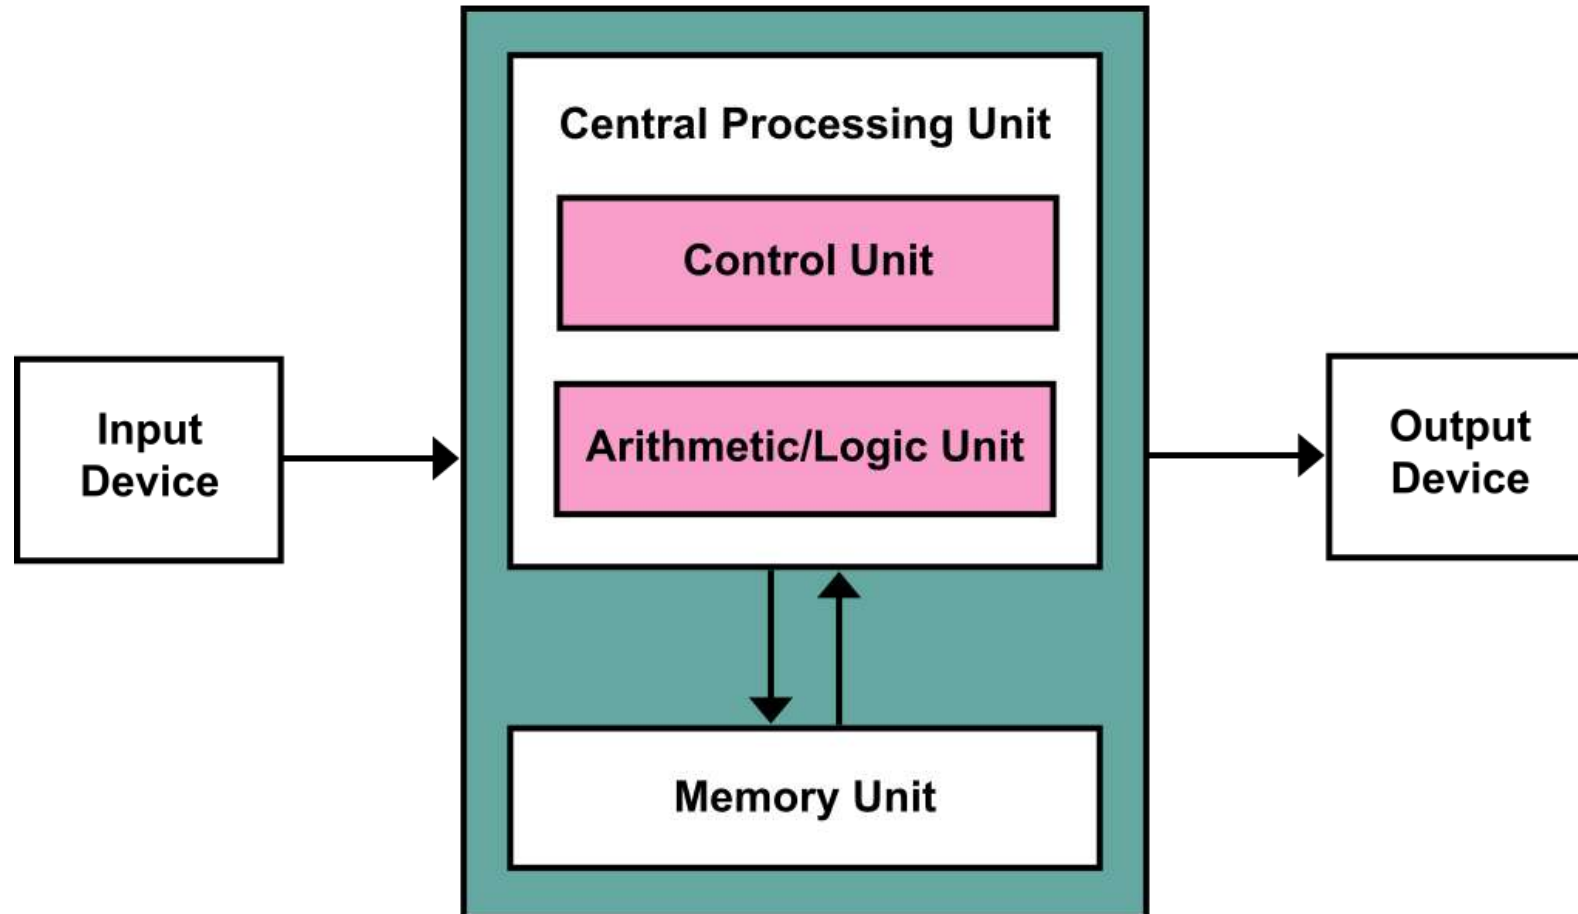 Central Processing Unit
Control Unit
Arithmetic/Logic Unit
Input
Device
Output
Device
Memory Unit